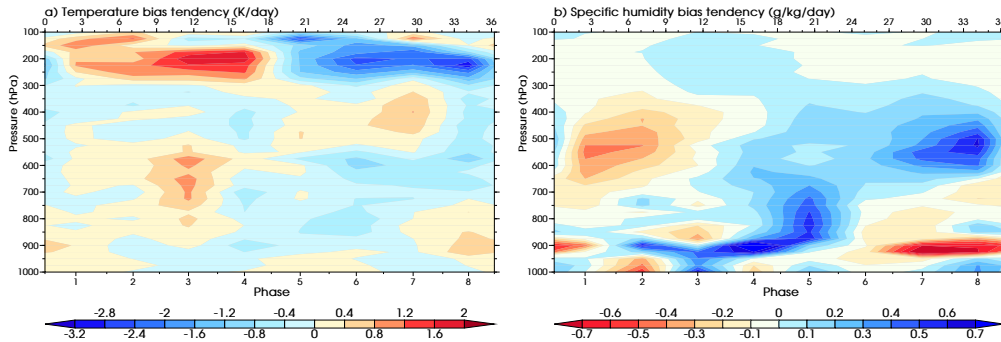 a) Temperature bias tendency (K/day)
0 3 6 9 12 15 18 21 24 27 30 33 36
Pressure (hPa)
100
200
300
400
500
600
700
800
900
1000
1 2 3 4 5 6 7 8
Phase
-2.8 -2 -1.2 -0.4 0.4 1.2 2
-3.2 -2.4 -1.6 -0.8 0 0.8 1.6
b) Specific humidity bias tendency (g/kg/day)
0 3 6 9 12 15 18 21 24 27 30 33 36
Pressure (hPa)
100
200
300
400
500
600
700
800
900
1000
1 2 3 4 5 6 7 8
Phase
-0.6 -0.4 -0.2 0 0.2 0.4 0.6
-0.7 -0.5 -0.3 -0.1 0.1 0.3 0.5 0.7